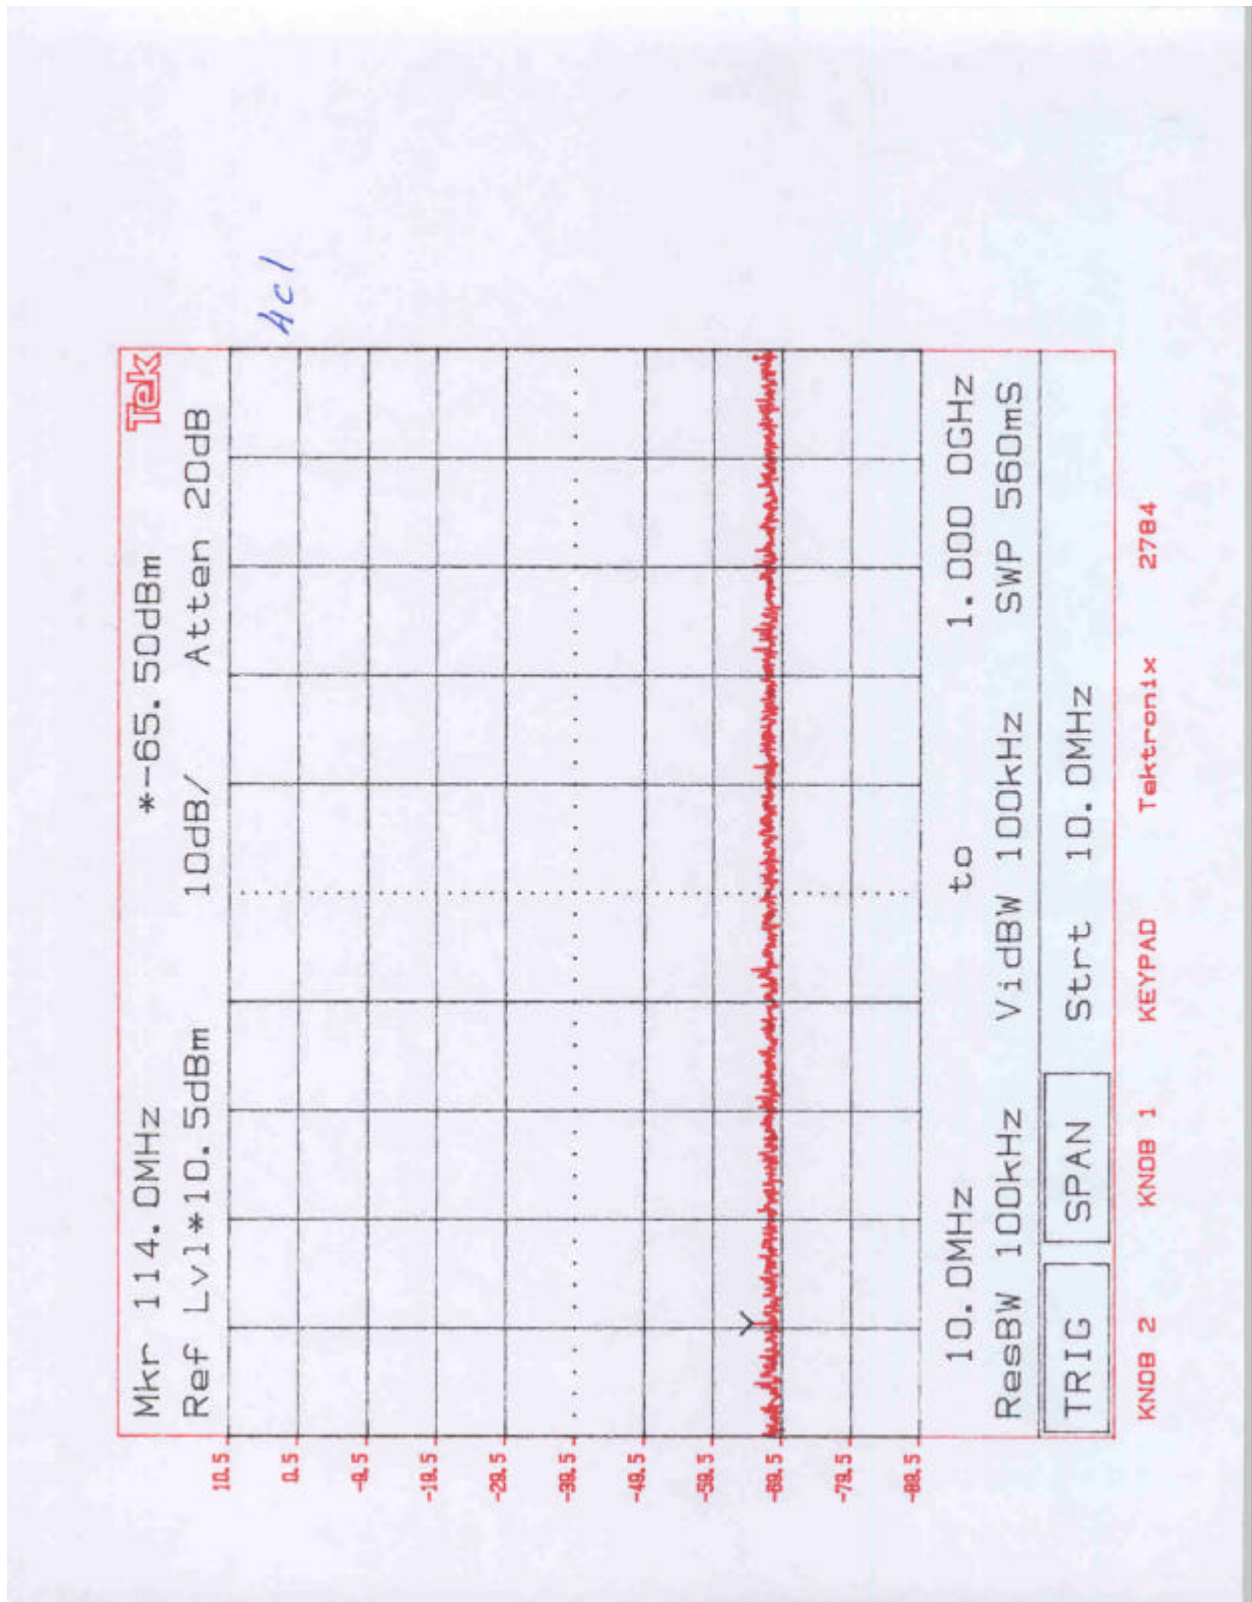 4c1
Mkr 114.0MHz *-65.50dBm Tek
Ref Lvl*10.5dBm 10dB/ Atten 20dB
10.5
0.5
-9.5
-19.5
-29.5
-39.5
-49.5
-59.5
-69.5
-79.5
-89.5
10.0MHz to 1.000 0GHz
ResBW 100kHz VidBW 100kHz SWP 560mS
TRIG SPAN Strt 10.0MHz
KNOB 2 KNOB 1 KEYPAD Tektronix 2784